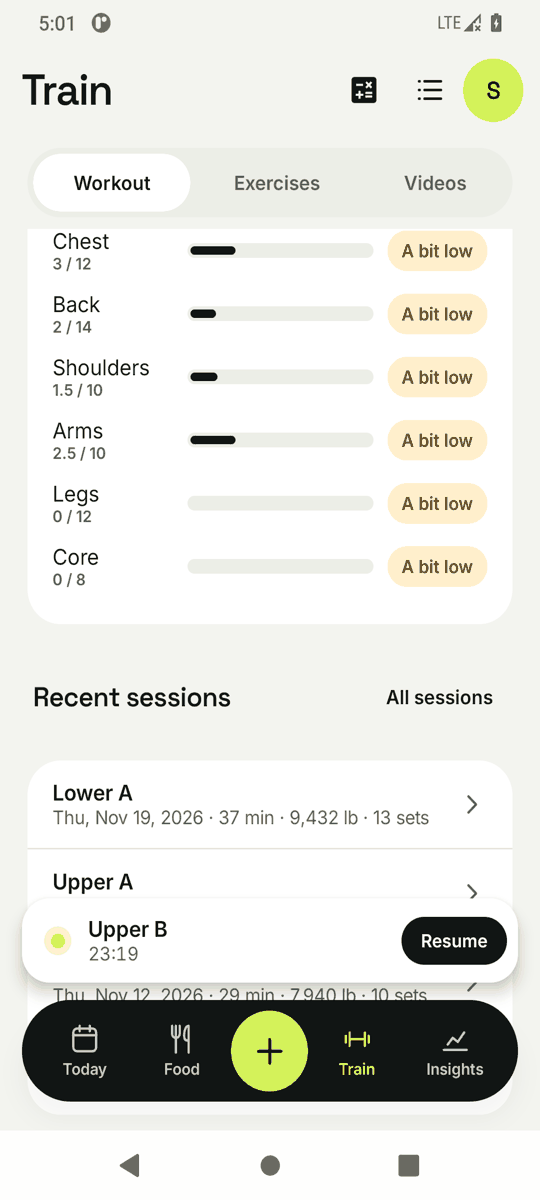 5:01
LTE
Train
S
Workout
Exercises
Videos
Chest
3 / 12
A bit low
Back
2 / 14
A bit low
Shoulders
1.5 / 10
A bit low
Arms
2.5 / 10
A bit low
Legs
0 / 12
A bit low
Core
0 / 8
A bit low
Recent sessions
All sessions
Lower A
Thu, Nov 19, 2026 · 37 min · 9,432 lb · 13 sets
Upper A
Upper B
23:19
Resume
Thu, Nov 12, 2026 · 29 min · 7,940 lb · 10 sets
Today
Food
Train
Insights